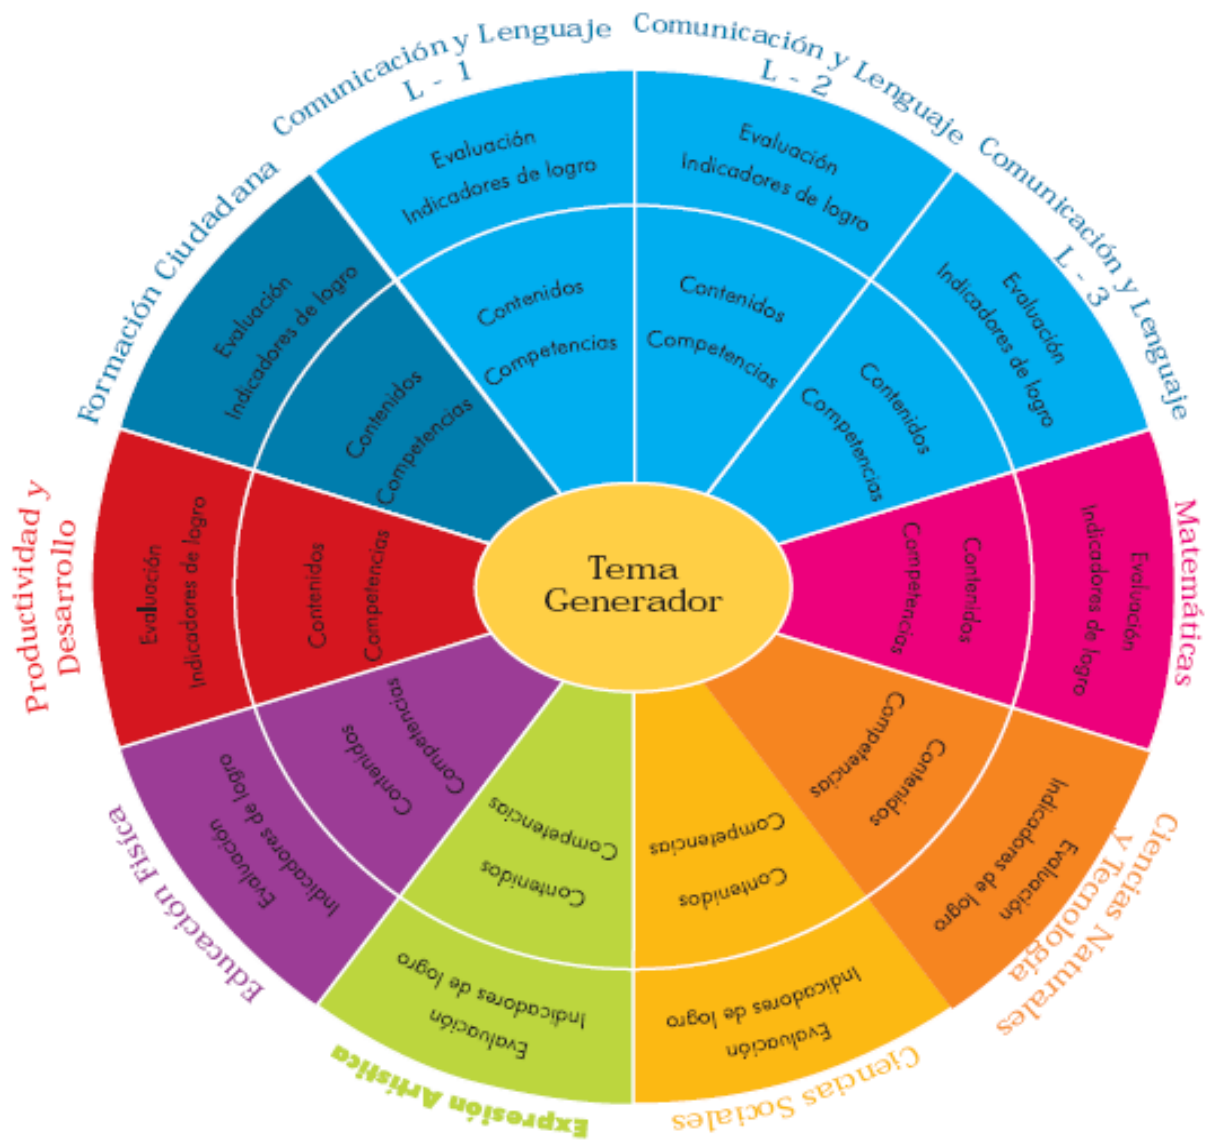 Comunicación y Lenguaje
L - 1
Evaluación
Indicadores de logro
Contenidos
Competencias
Comunicación y Lenguaje
L - 2
Evaluación
Indicadores de logro
Contenidos
Competencias
Comunicación y Lenguaje
L - 3
Evaluación
Indicadores de logro
Contenidos
Competencias
Matemáticas
Evaluación
Indicadores de logro
Contenidos
Competencias
Ciencias Naturales
y Tecnología
Evaluación
Indicadores de logro
Contenidos
Competencias
Ciencias Sociales
Evaluación
Indicadores de logro
Contenidos
Competencias
Expresión Artística
Evaluación
Indicadores de logro
Contenidos
Competencias
Educación Física
Evaluación
Indicadores de logro
Contenidos
Competencias
Productividad y
Desarrollo
Evaluación
Indicadores de logro
Contenidos
Competencias
Formación Ciudadana
Evaluación
Indicadores de logro
Contenidos
Competencias
Tema
Generador